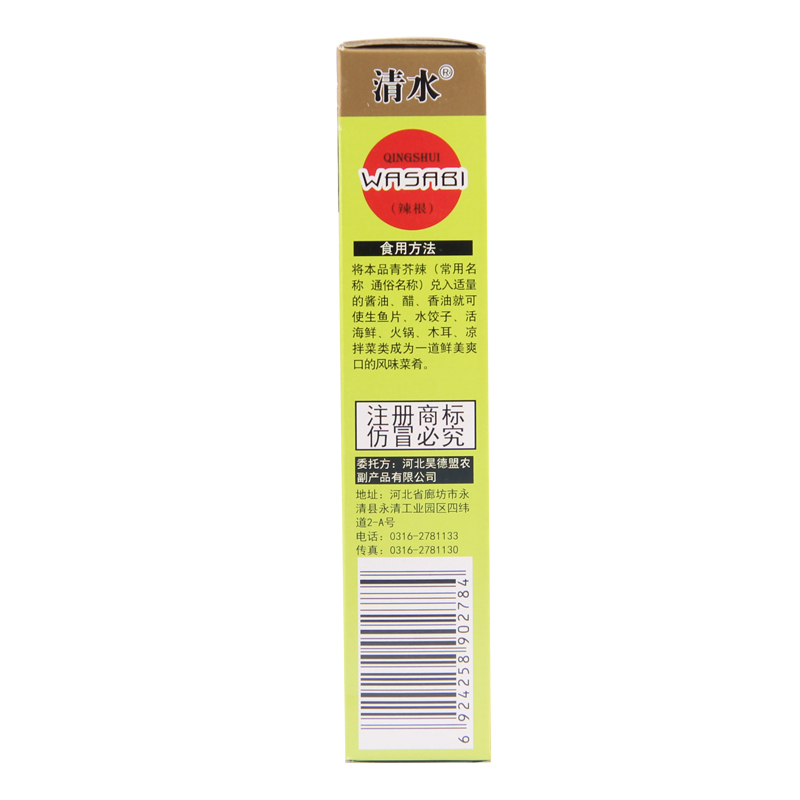 清水®
QINGSHUI
WASABI
（辣根）
食用方法
将本品青芥辣（常用名
称 通俗名称）兑入适量
的酱油、醋、香油就可
使生鱼片、水饺子、活
海鲜、火锅、木耳、凉
拌菜类成为一道鲜美爽
口的风味菜肴。
注册商标
仿冒必究
委托方：河北昊德盟农
副产品有限公司
地址：河北省廊坊市永
清县永清工业园区四纬
道2-A号
电话：0316-2781133
传真：0316-2781130
6 924258 902784